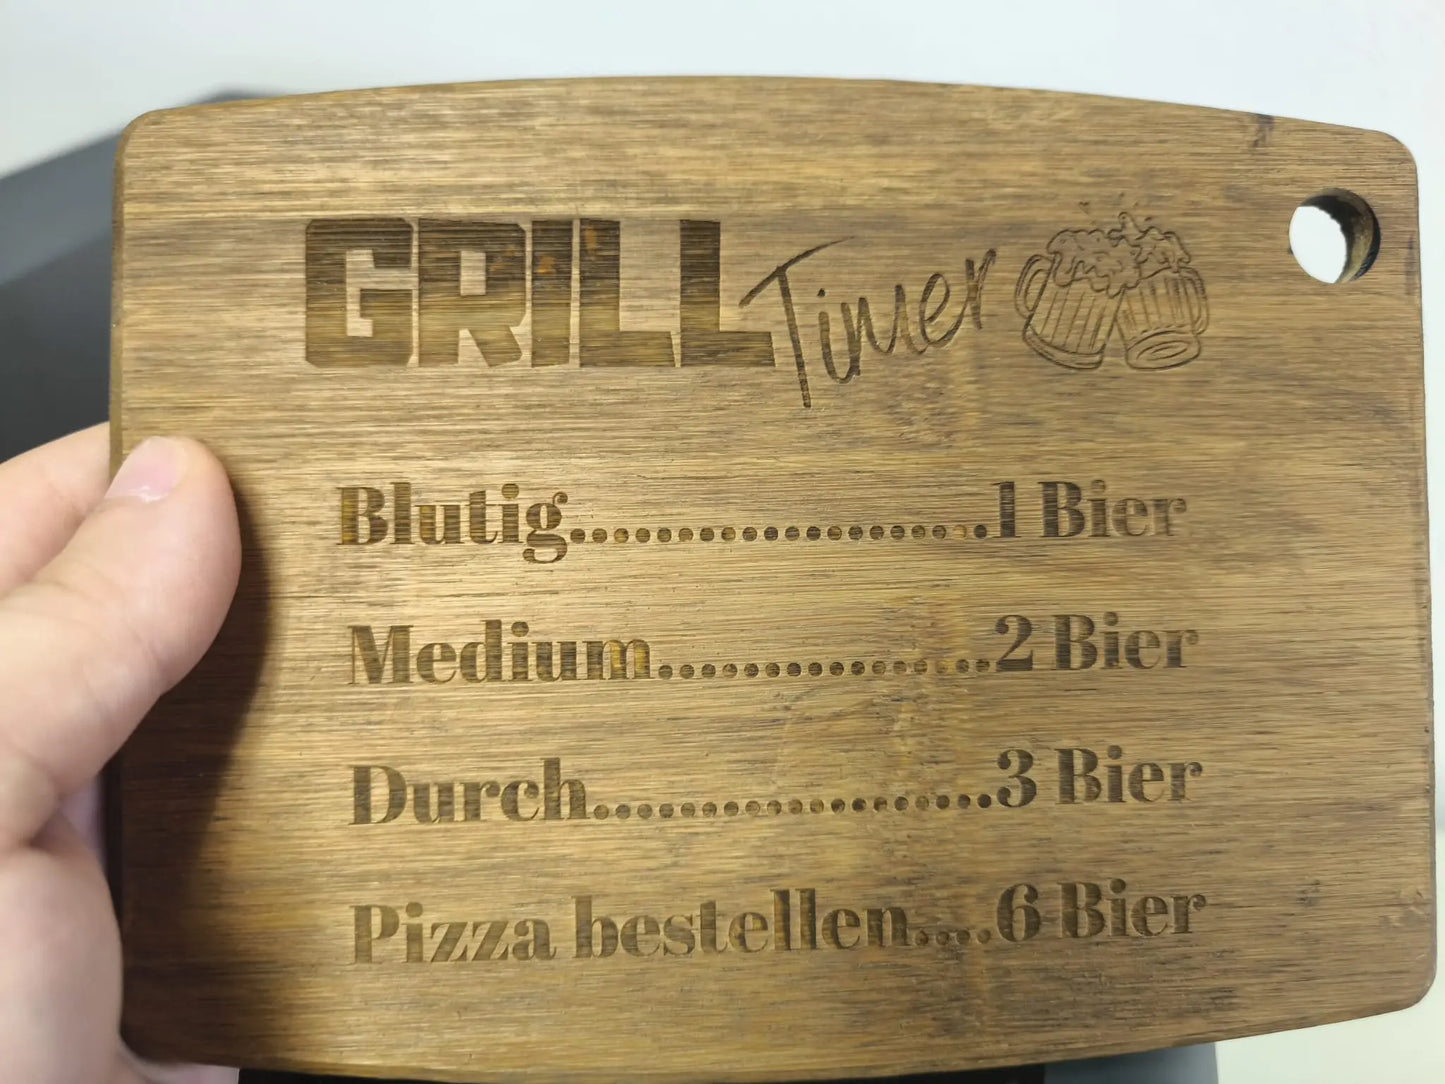 GRILL Timer
Blutig...................1 Bier
Medium................2 Bier
Durch...................3 Bier
Pizza bestellen....6 Bier